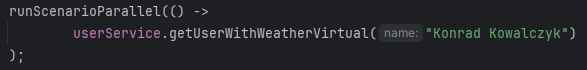 runScenarioParallel(() ->
userService.getUserWithWeatherVirtual( name: "Konrad Kowalczyk")
);